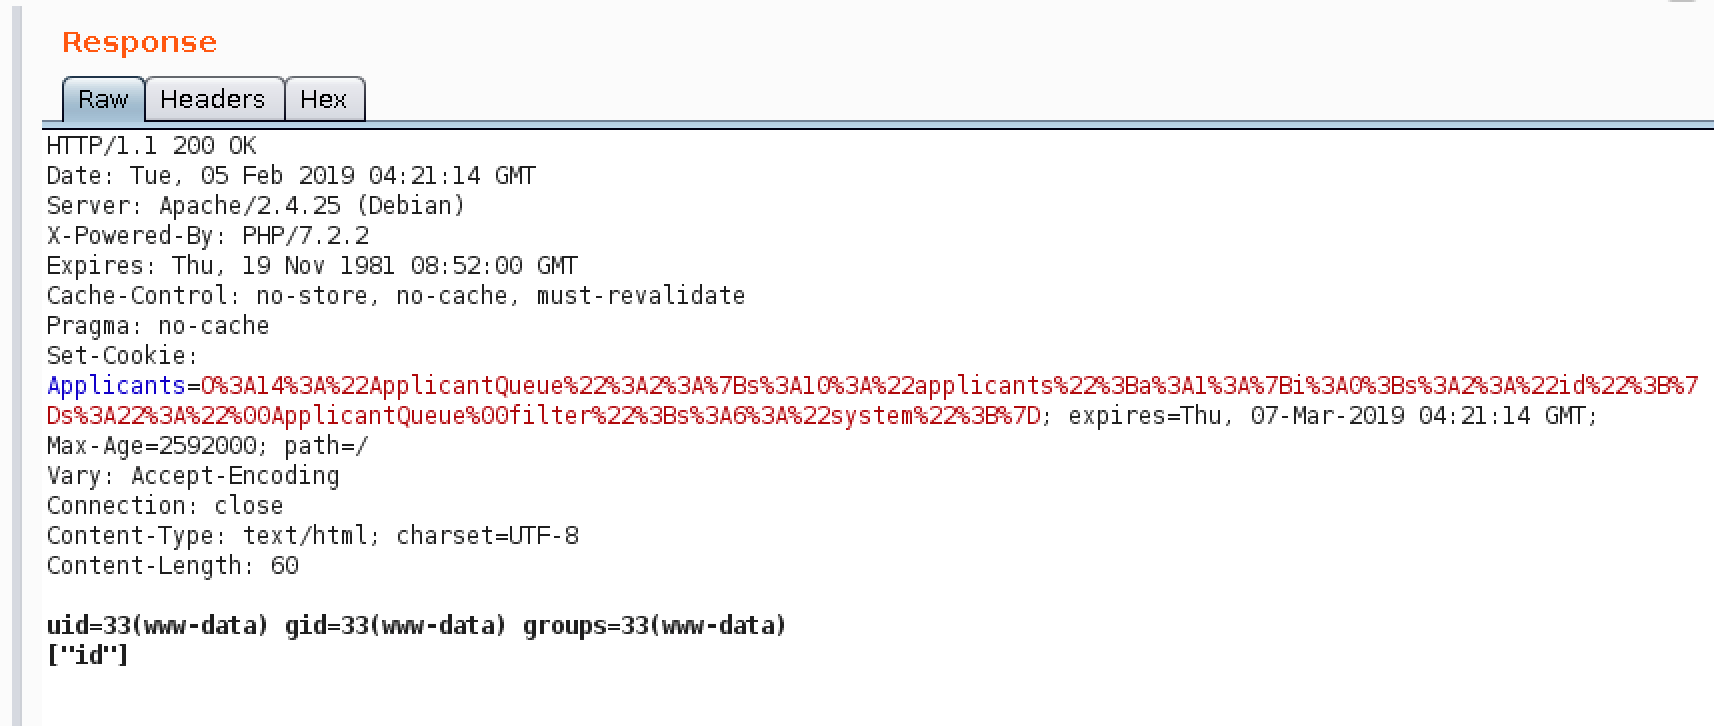 Response
Raw Headers Hex
HTTP/1.1 200 OK
Date: Tue, 05 Feb 2019 04:21:14 GMT
Server: Apache/2.4.25 (Debian)
X-Powered-By: PHP/7.2.2
Expires: Thu, 19 Nov 1981 08:52:00 GMT
Cache-Control: no-store, no-cache, must-revalidate
Pragma: no-cache
Set-Cookie:
Applicants=O%3A14%3A%22ApplicantQueue%22%3A2%3A%7Bs%3A10%3A%22applicants%22%3Ba%3A1%3A%7Bi%3A0%3Bs%3A2%3A%22id%22%3B%7
Ds%3A22%3A%22%00ApplicantQueue%00filter%22%3Bs%3A6%3A%22system%22%3B%7D; expires=Thu, 07-Mar-2019 04:21:14 GMT;
Max-Age=2592000; path=/
Vary: Accept-Encoding
Connection: close
Content-Type: text/html; charset=UTF-8
Content-Length: 60
uid=33(www-data) gid=33(www-data) groups=33(www-data)
["id"]